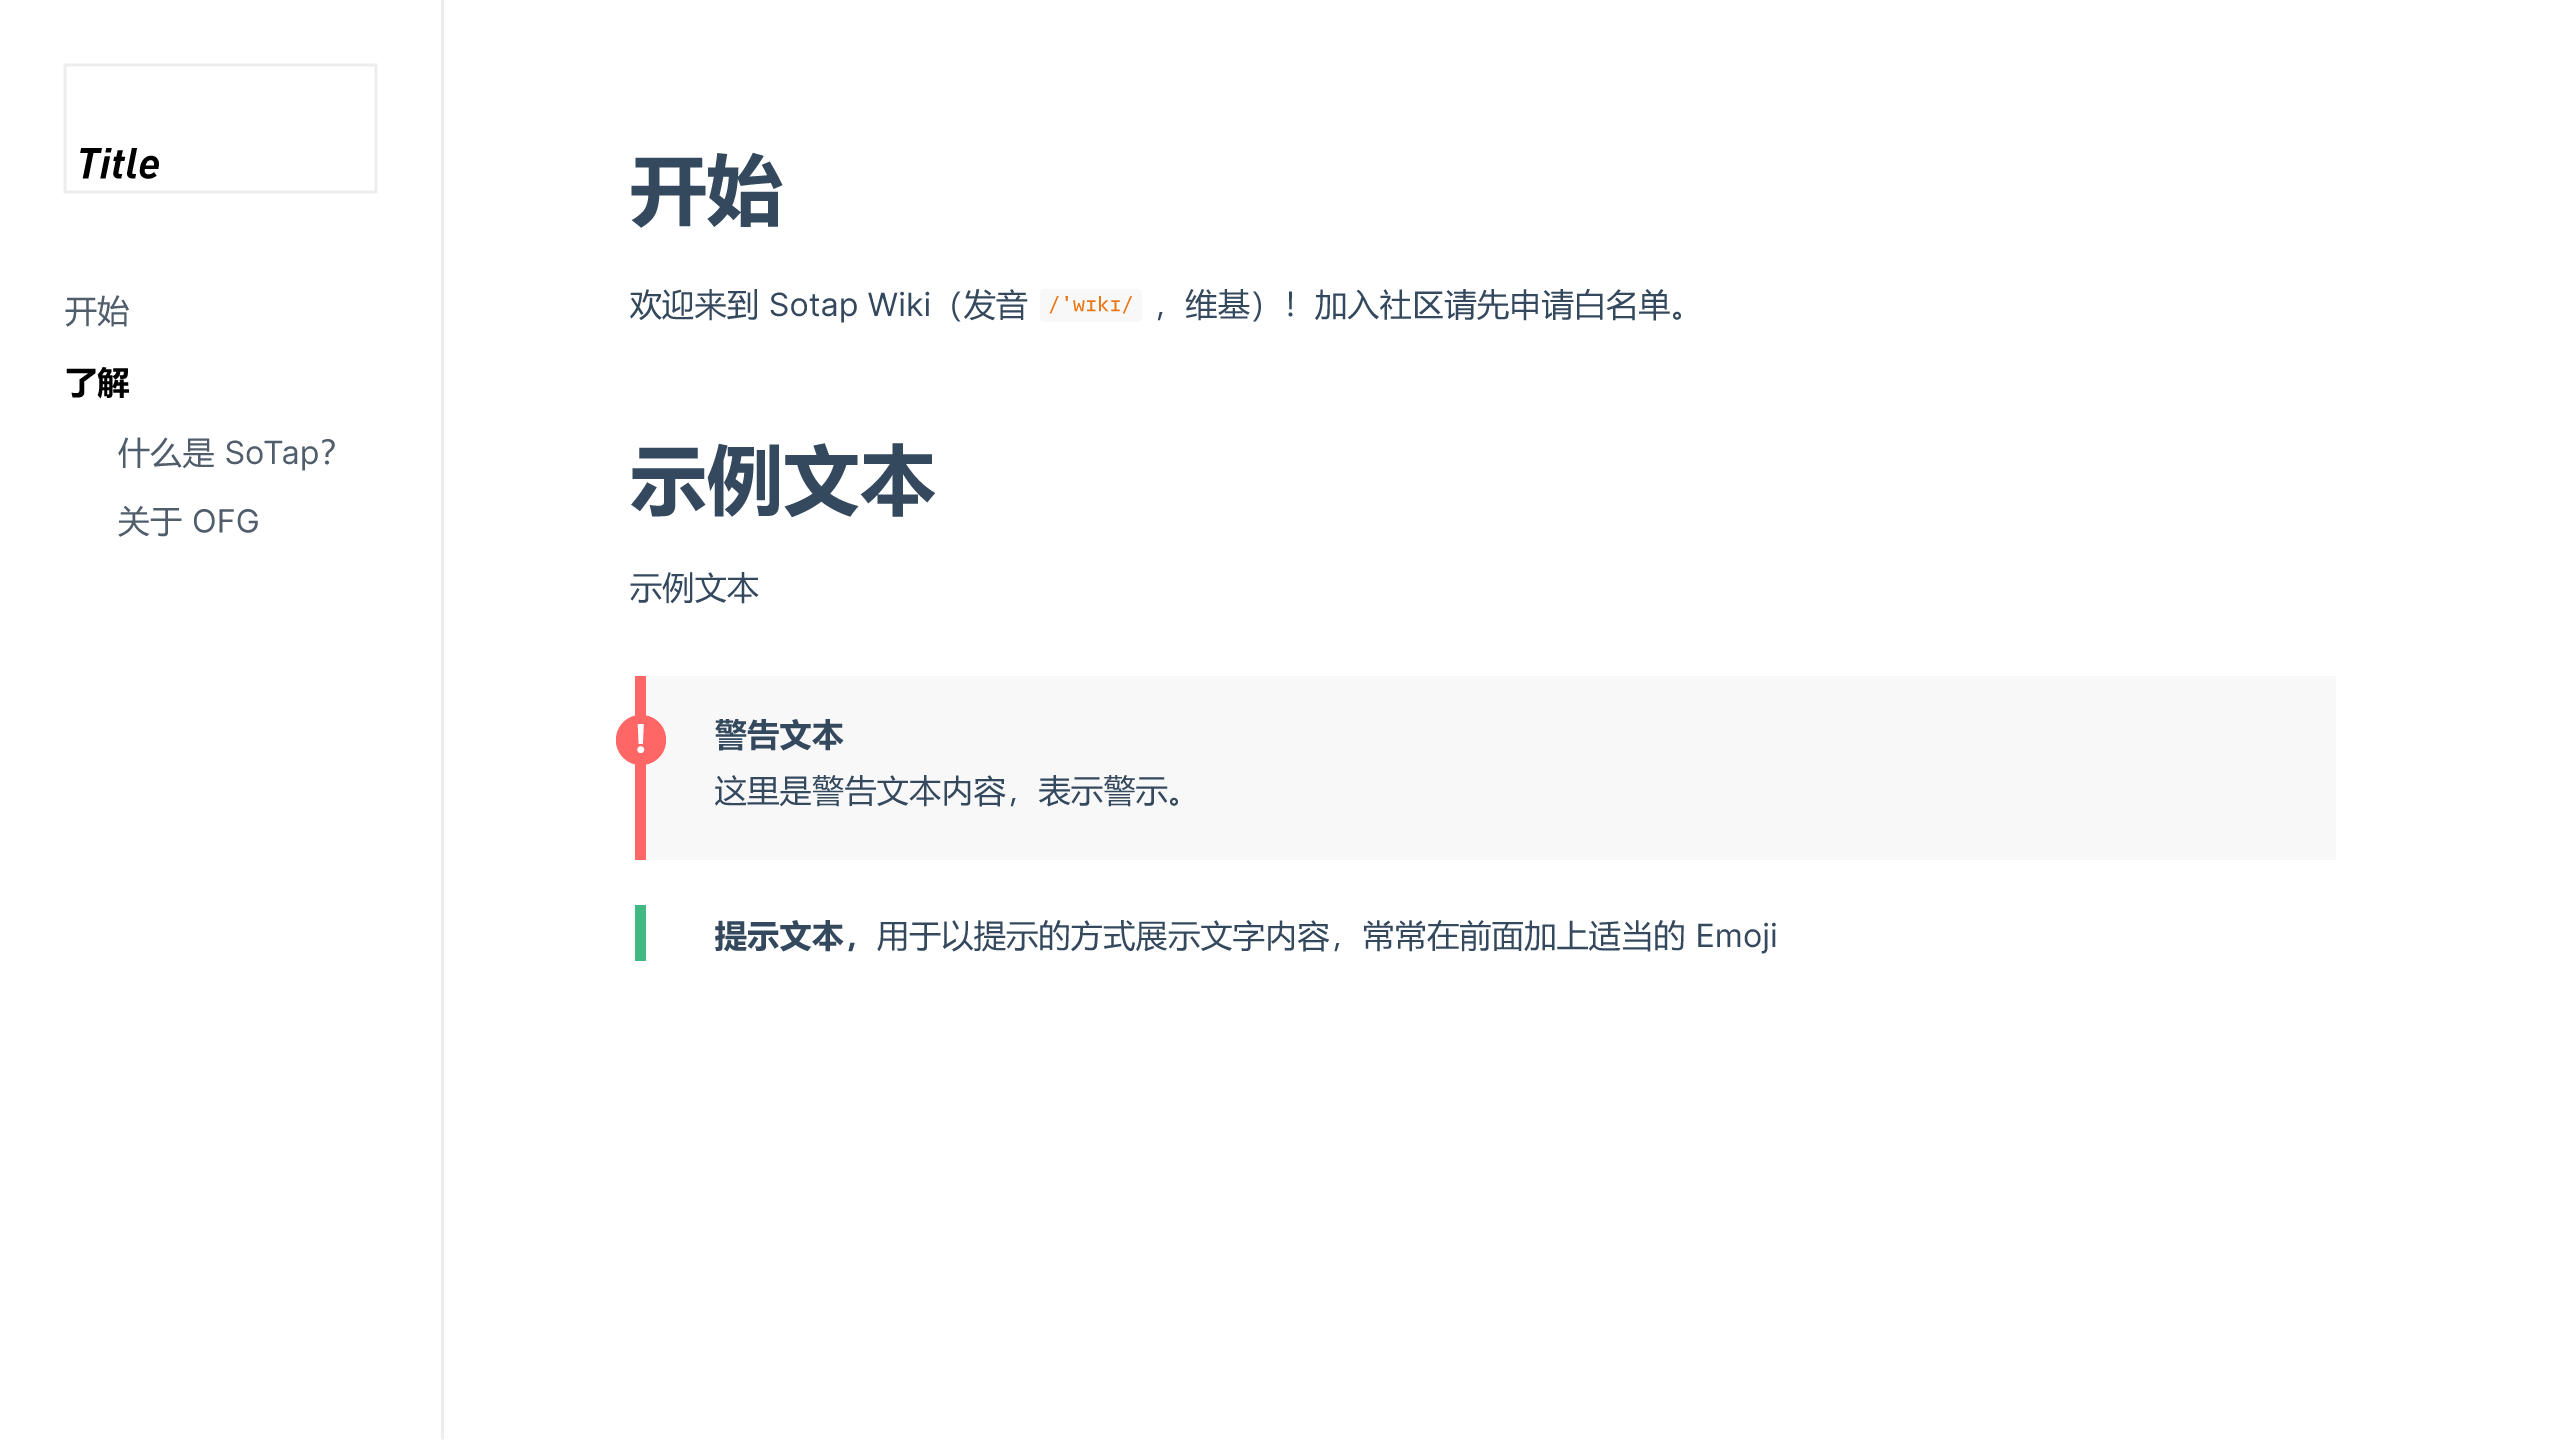 Title
开始
了解
什么是 SoTap？
关于 OFG
开始
欢迎来到 Sotap Wiki（发音 /'wɪkɪ/ ，维基）！加入社区请先申请白名单。
示例文本
示例文本
!
警告文本
这里是警告文本内容，表示警示。
提示文本，用于以提示的方式展示文字内容，常常在前面加上适当的 Emoji